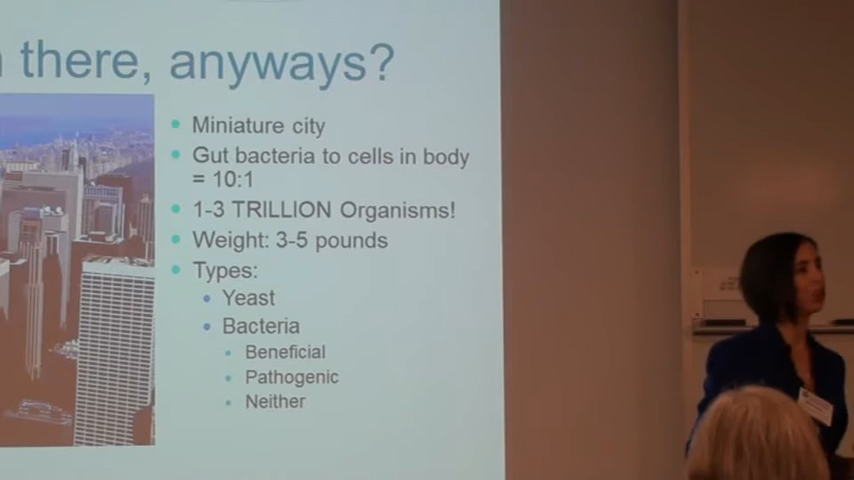 there, anyways?
Miniature city
Gut bacteria to cells in body
= 10:1
1-3 TRILLION Organisms!
Weight: 3-5 pounds
Types:
Yeast
Bacteria
Beneficial
Pathogenic
Neither